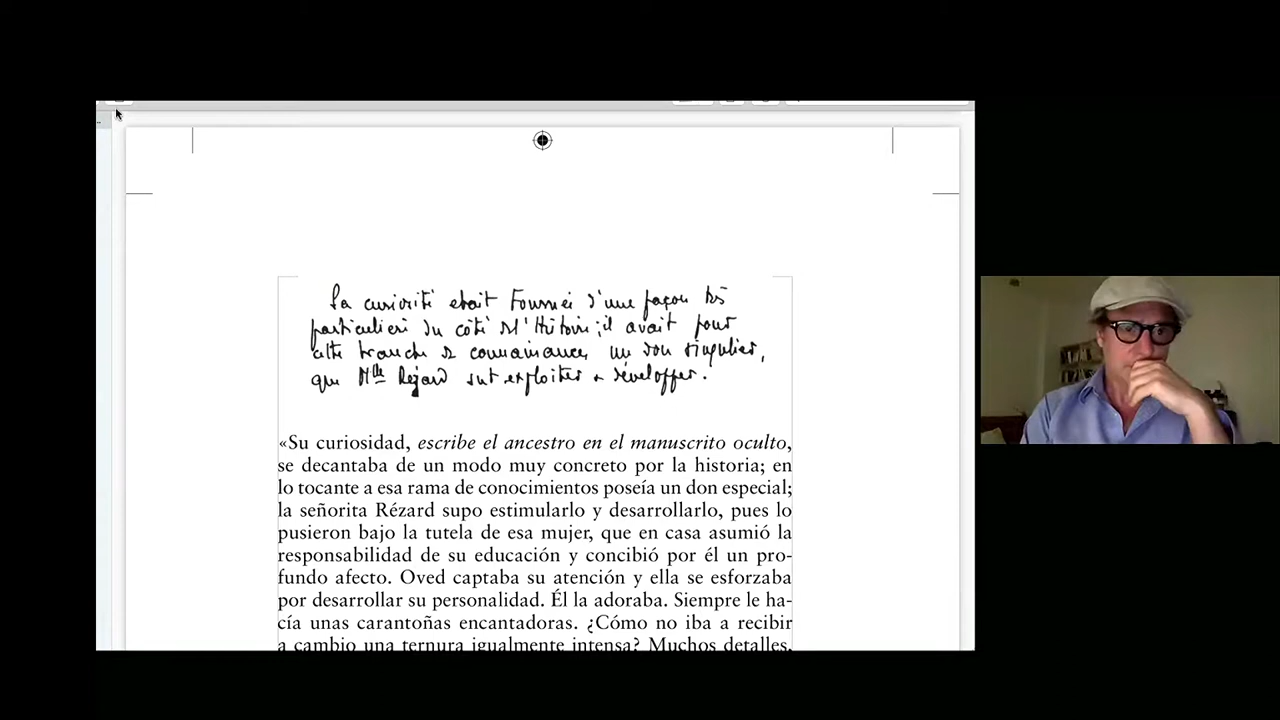 Sa curiosité était tournée d'une façon très
particulière du côté de l'Histoire ; il avait pour
cette branche de connaissances un don singulier,
que Mlle Rézard sut exploiter & développer.
«Su curiosidad, escribe el ancestro en el manuscrito oculto,
se decantaba de un modo muy concreto por la historia; en
lo tocante a esa rama de conocimientos poseía un don especial;
la señorita Rézard supo estimularlo y desarrollarlo, pues lo
pusieron bajo la tutela de esa mujer, que en casa asumió la
responsabilidad de su educación y concibió por él un pro-
fundo afecto. Oved captaba su atención y ella se esforzaba
por desarrollar su personalidad. Él la adoraba. Siempre le ha-
cía unas carantoñas encantadoras. ¿Cómo no iba a recibir
a cambio una ternura igualmente intensa? Muchos detalles,